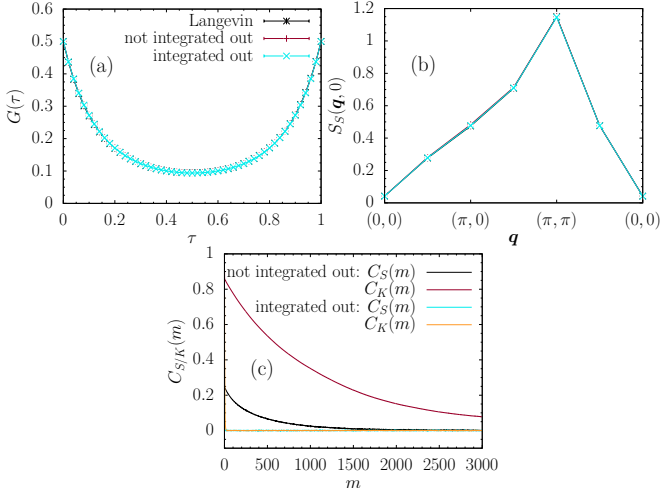 0.6
0.5
0.4
0.3
0.2
0.1
0
G(τ)
Langevin
not integrated out
integrated out
(a)
0 0.2 0.4 0.6 0.8 1
τ
1.2
1
0.8
0.6
0.4
0.2
0
S_S(q, 0)
(b)
(0, 0) (π, 0) (π, π) (0, 0)
q
1
0.8
0.6
0.4
0.2
0
C_{S/K}(m)
not integrated out: C_S(m)
C_K(m)
integrated out: C_S(m)
C_K(m)
(c)
0 500 1000 1500 2000 2500 3000
m